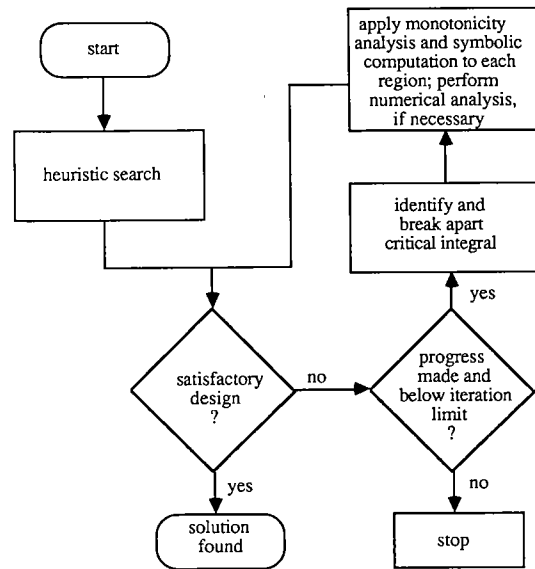 start
heuristic search
apply monotonicity
analysis and symbolic
computation to each
region; perform
numerical analysis,
if necessary
identify and
break apart
critical integral
yes
satisfactory
design
?
no
progress
made and
below iteration
limit
?
yes
no
solution
found
stop